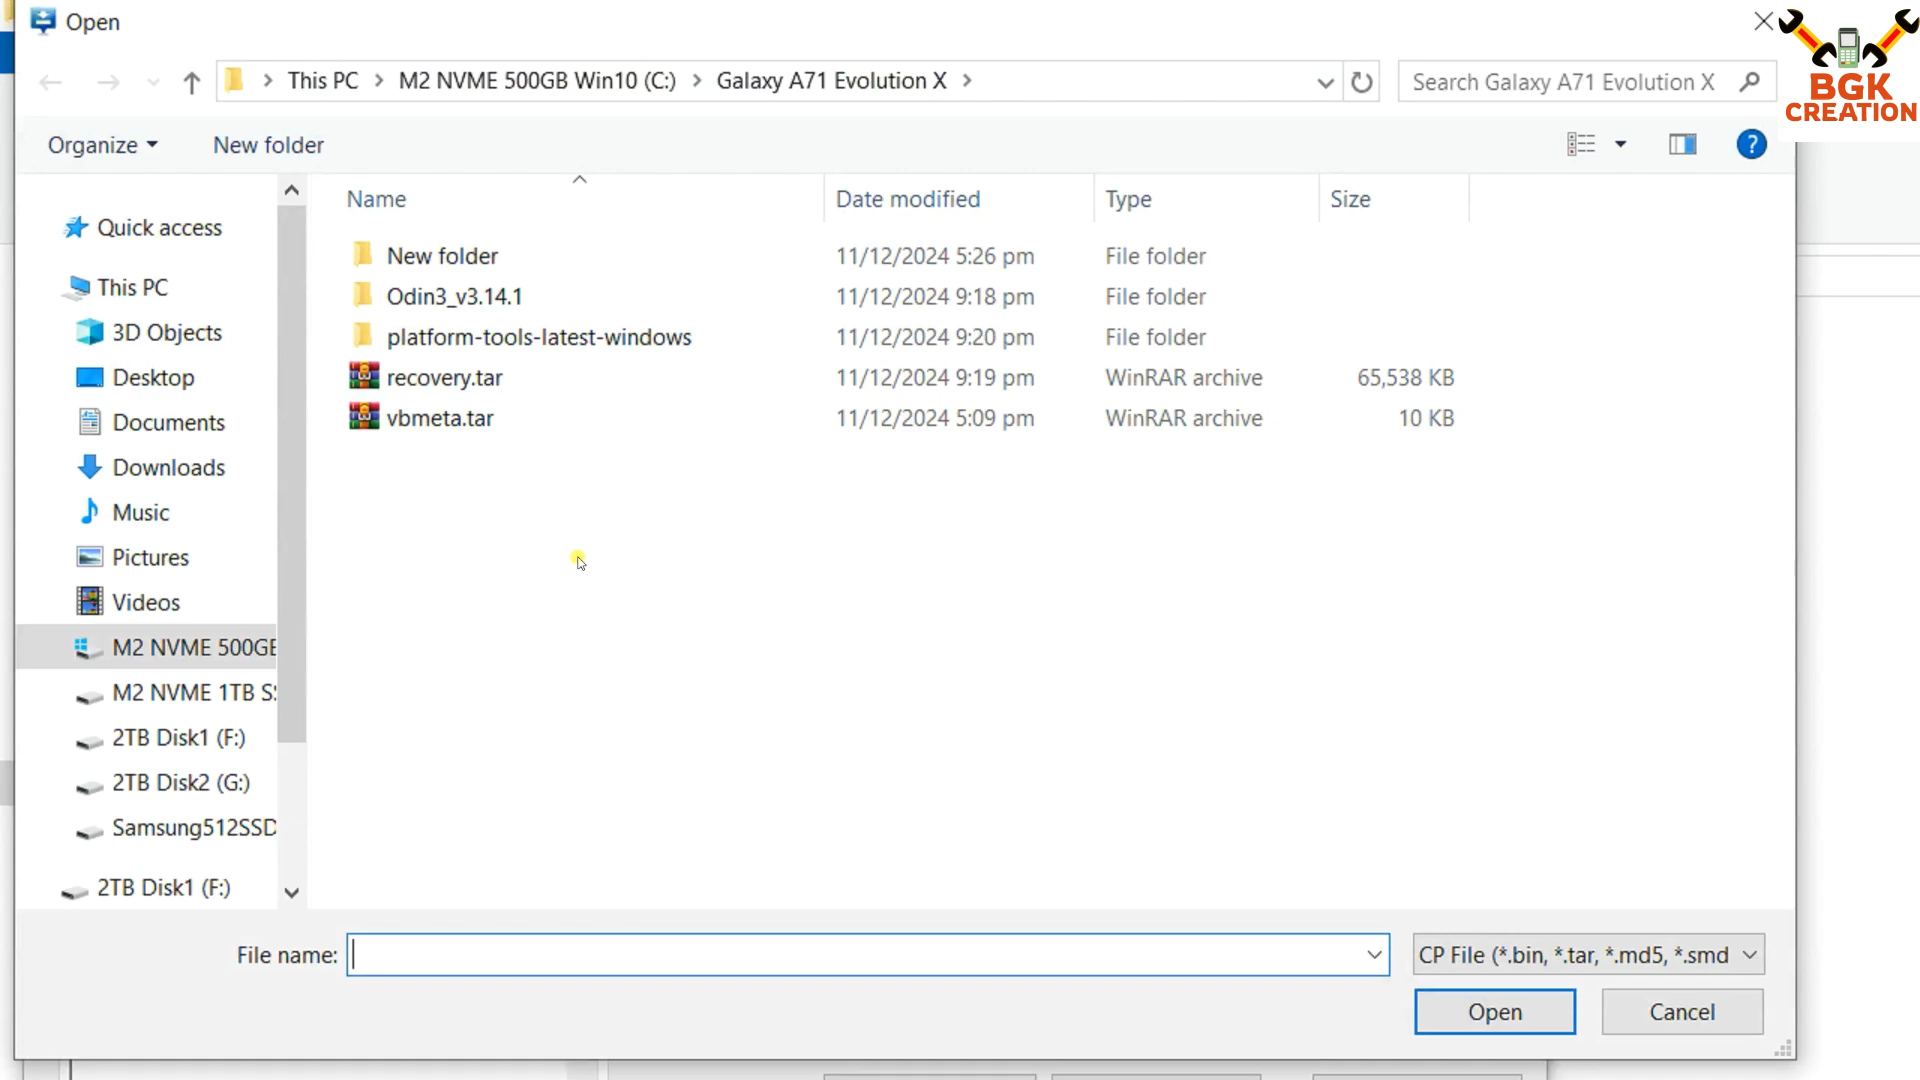 Open
This PC
M2 NVME 500GB Win10 (C:)
Galaxy A71 Evolution X
Search Galaxy A71 Evolution X
BGK
CREATION
Organize
New folder
?
Name
Date modified
Type
Size
New folder
11/12/2024 5:26 pm
File folder
Odin3_v3.14.1
11/12/2024 9:18 pm
File folder
platform-tools-latest-windows
11/12/2024 9:20 pm
File folder
recovery.tar
11/12/2024 9:19 pm
WinRAR archive
65,538 KB
vbmeta.tar
11/12/2024 5:09 pm
WinRAR archive
10 KB
Quick access
This PC
3D Objects
Desktop
Documents
Downloads
Music
Pictures
Videos
M2 NVME 500GB
M2 NVME 1TB S
2TB Disk1 (F:)
2TB Disk2 (G:)
Samsung512SSD
2TB Disk1 (F:)
File name:
CP File (*.bin, *.tar, *.md5, *.smd
Open
Cancel